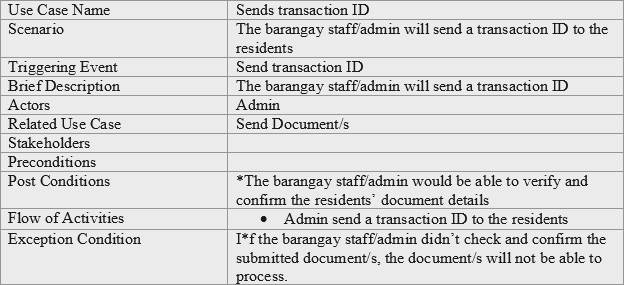 Use Case Name Sends transaction ID
Scenario The barangay staff/admin will send a transaction ID to the
residents
Triggering Event Send transaction ID
Brief Description The barangay staff/admin will send a transaction ID
Actors Admin
Related Use Case Send Document/s
Stakeholders
Preconditions
Post Conditions *The barangay staff/admin would be able to verify and
confirm the residents’ document details
Flow of Activities • Admin send a transaction ID to the residents
Exception Condition I*f the barangay staff/admin didn’t check and confirm the
submitted document/s, the document/s will not be able to
process.